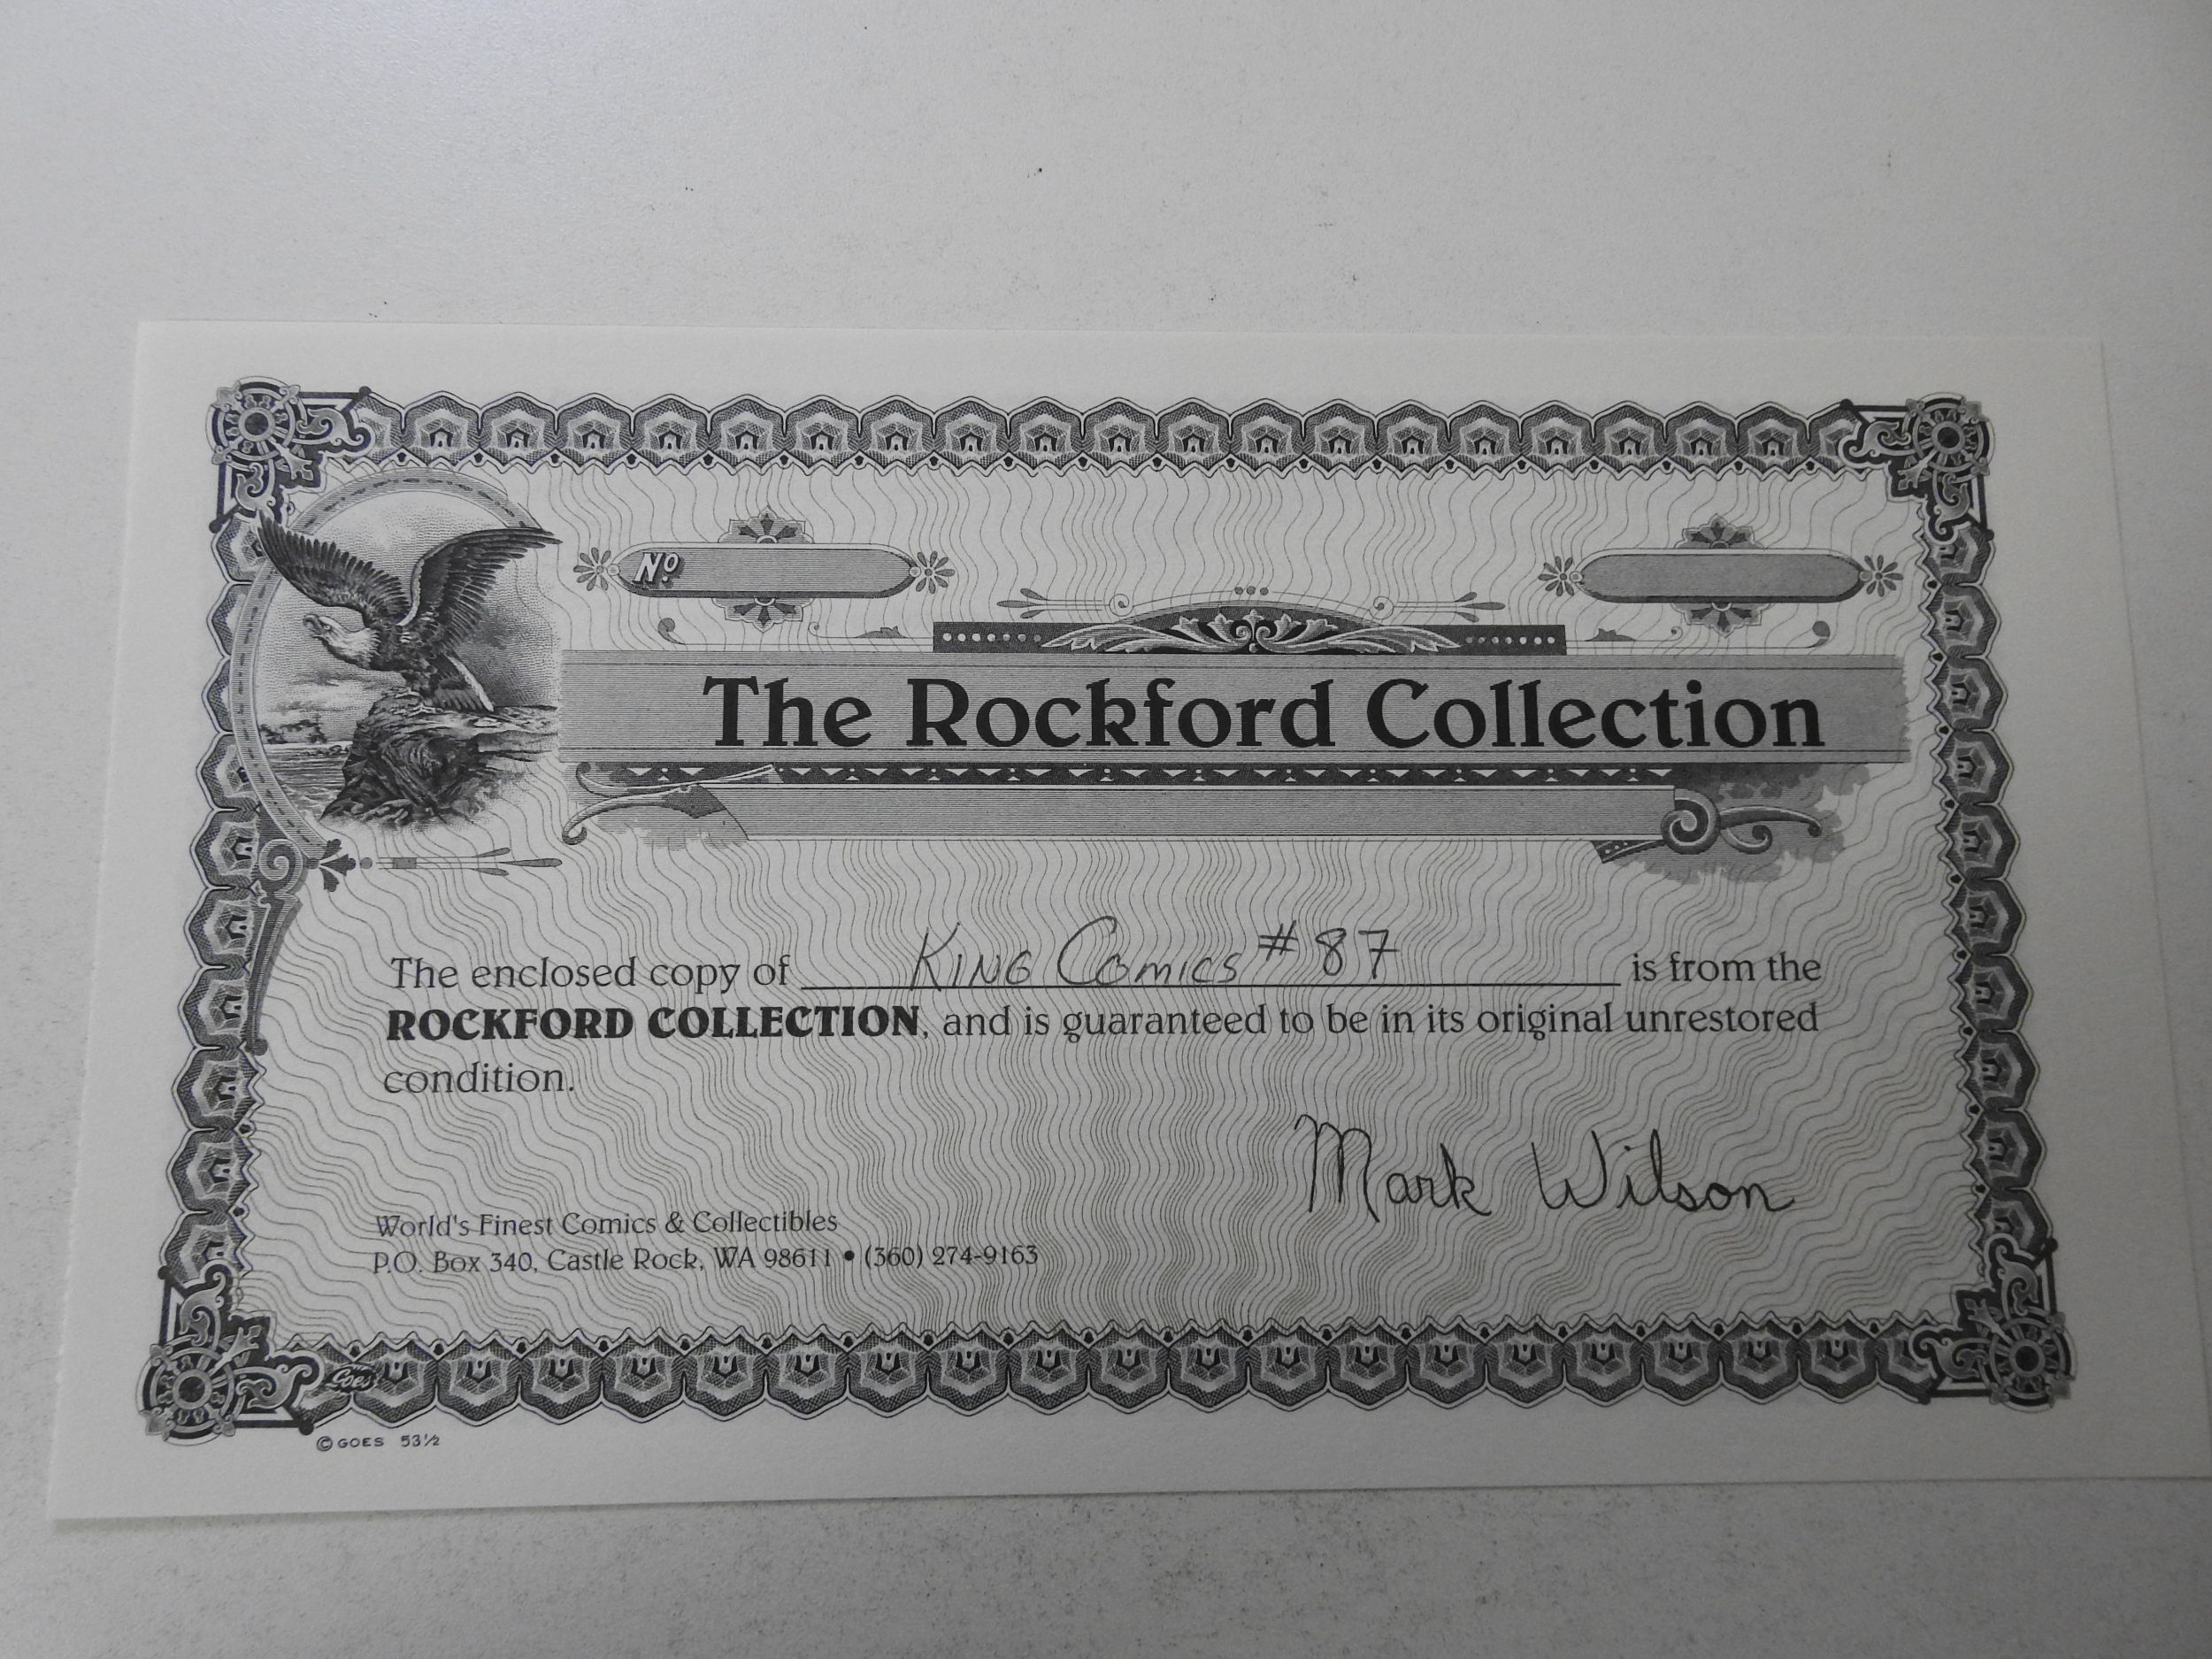 Nº
The Rockford Collection
The enclosed copy of King Comics #87 is from the
ROCKFORD COLLECTION, and is guaranteed to be in its original unrestored
condition.
Mark Wilson
World's Finest Comics & Collectibles
P.O. Box 340, Castle Rock, WA 98611 • (360) 274-9163
Goes
© GOES 53½